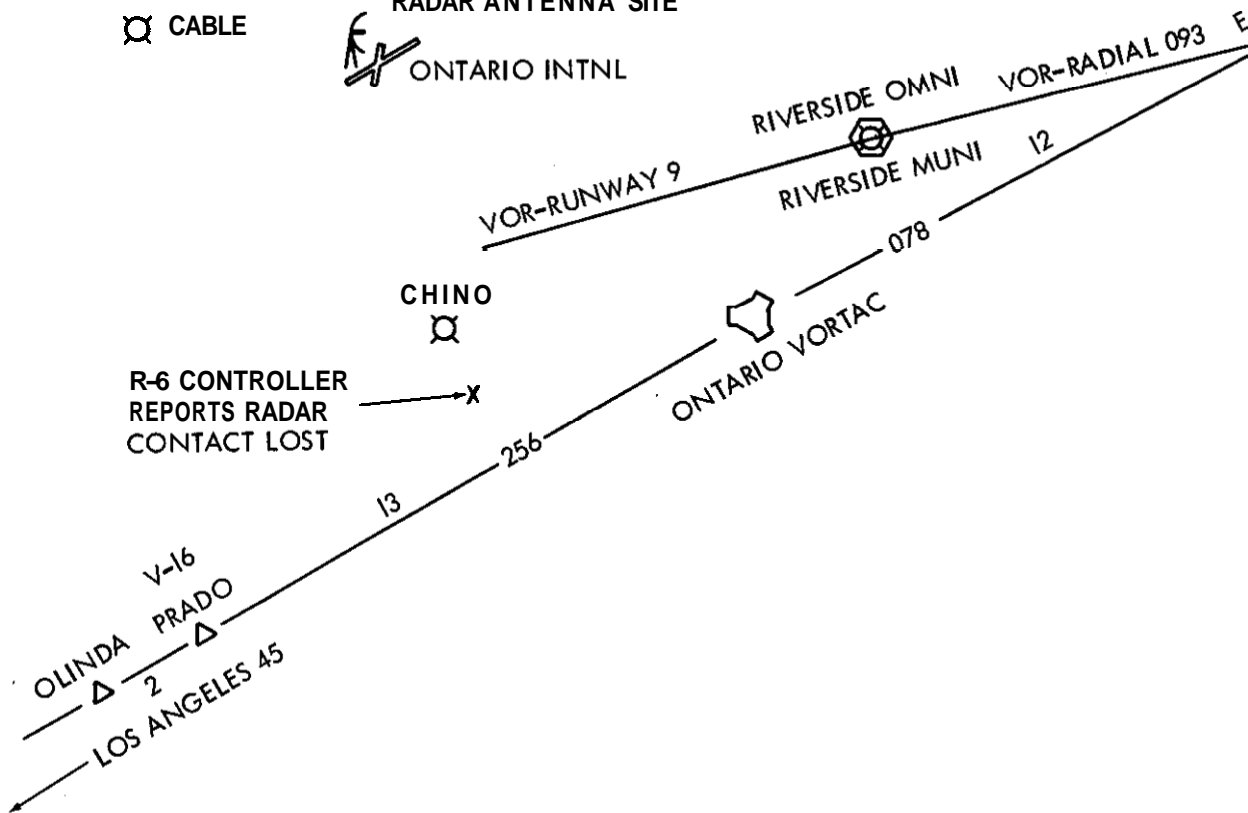 RADAR ANTENNA SITE
CABLE
ONTARIO INTNL
RIVERSIDE OMNI
VOR-RADIAL 093
E
VOR-RUNWAY 9
RIVERSIDE MUNI
12
078
CHINO
ONTARIO VORTAC
R-6 CONTROLLER
REPORTS RADAR
CONTACT LOST
X
256
13
V-16
OLINDA
PRADO
2
LOS ANGELES 45